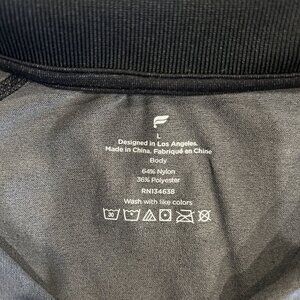 L
Designed in Los Angeles.
Made in China, Fabriqué en Chine
Body
64% Nylon
36% Polyester
RN134638
Wash with like colors